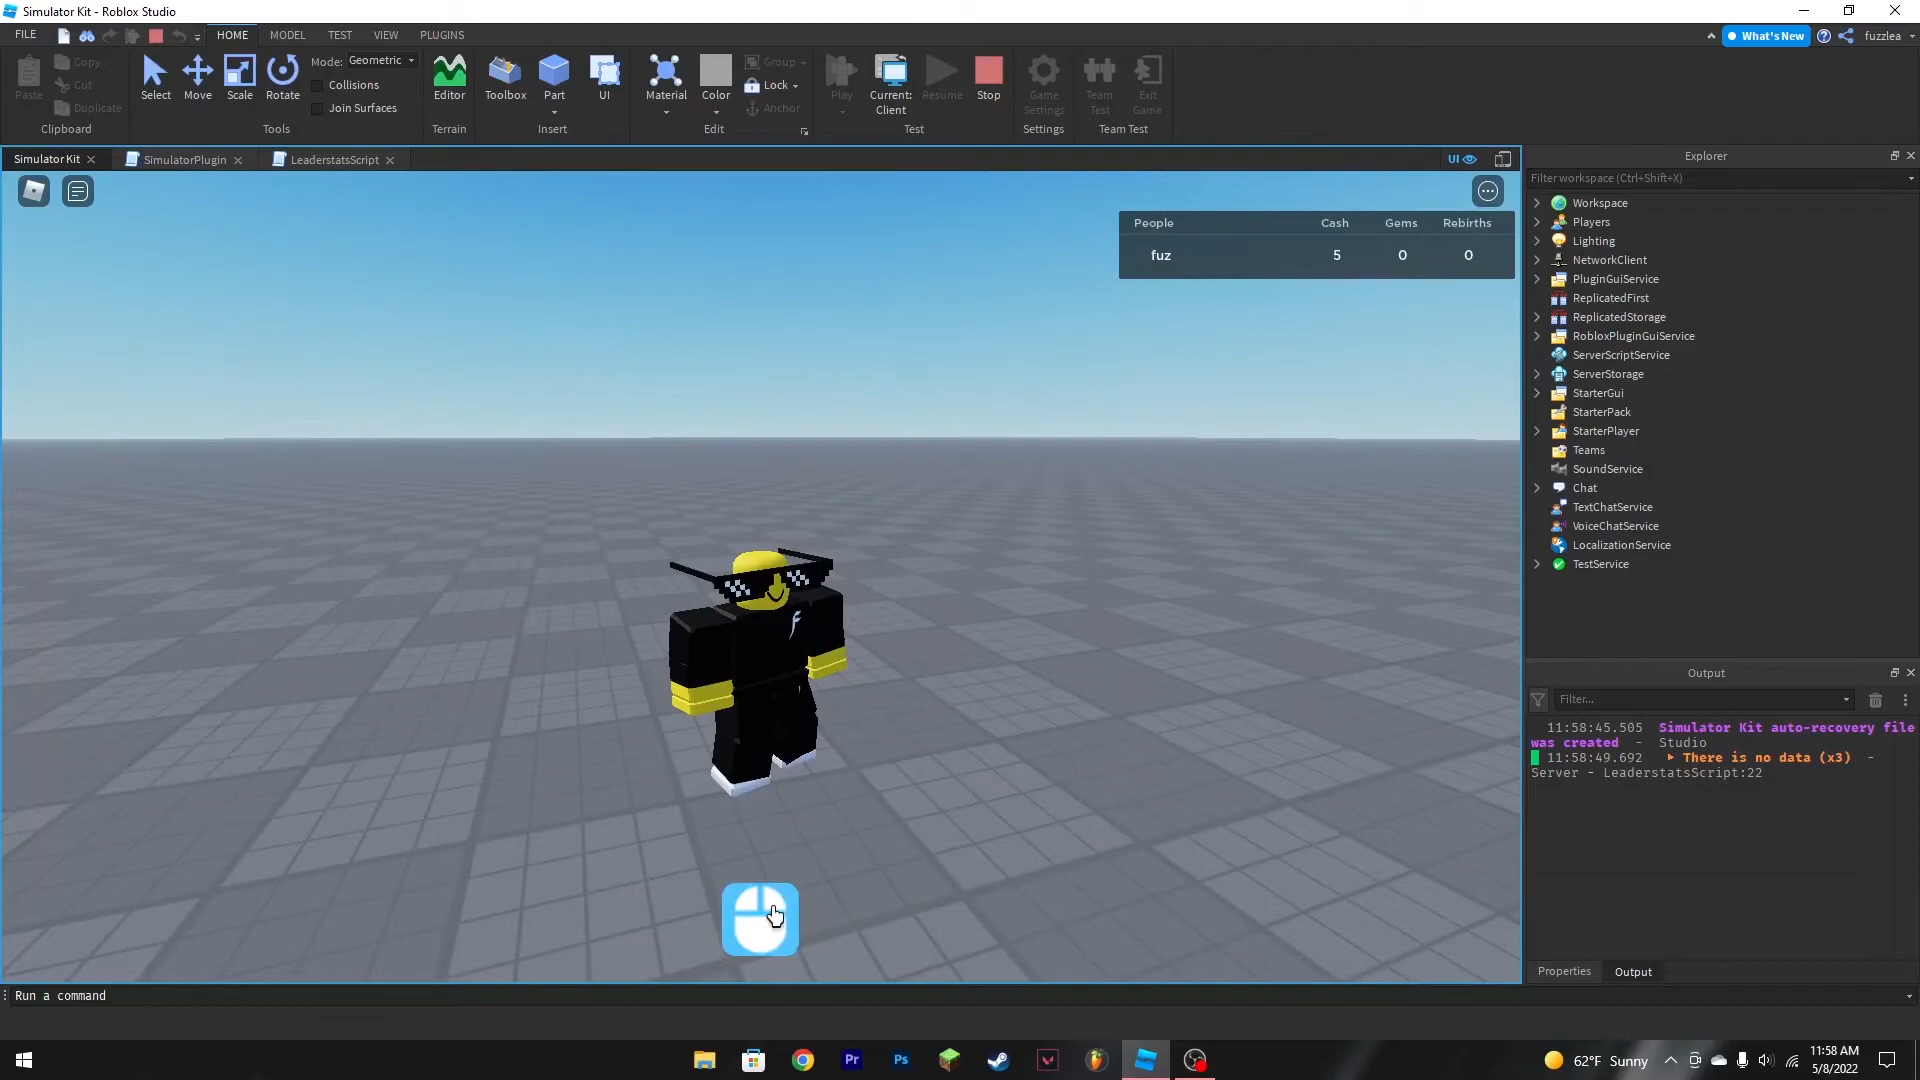 Simulator Kit - Roblox Studio
FILE
HOME
MODEL
TEST
VIEW
PLUGINS
What's New
fuzzlea
Paste
Copy
Cut
Duplicate
Clipboard
Select
Move
Scale
Rotate
Mode: Geometric
Collisions
Join Surfaces
Tools
Editor
Terrain
Toolbox
Part
UI
Insert
Material
Color
Group
Lock
Anchor
Edit
Play
Current:
Client
Resume
Stop
Test
Game
Settings
Settings
Team
Test
Exit
Game
Team Test
Simulator Kit
SimulatorPlugin
LeaderstatsScript
UI
People Cash Gems Rebirths
fuz 5 0 0
Explorer
Filter workspace (Ctrl+Shift+X)
Workspace
Players
Lighting
NetworkClient
PluginGuiService
ReplicatedFirst
ReplicatedStorage
RobloxPluginGuiService
ServerScriptService
ServerStorage
StarterGui
StarterPack
StarterPlayer
Teams
SoundService
Chat
TextChatService
VoiceChatService
LocalizationService
TestService
Output
Filter...
11:58:45.505 Simulator Kit auto-recovery file
was created - Studio
11:58:49.692 ▸ There is no data (x3) -
Server - LeaderstatsScript:22
Properties
Output
Run a command
Pr
Ps
62°F Sunny
11:58 AM
5/8/2022